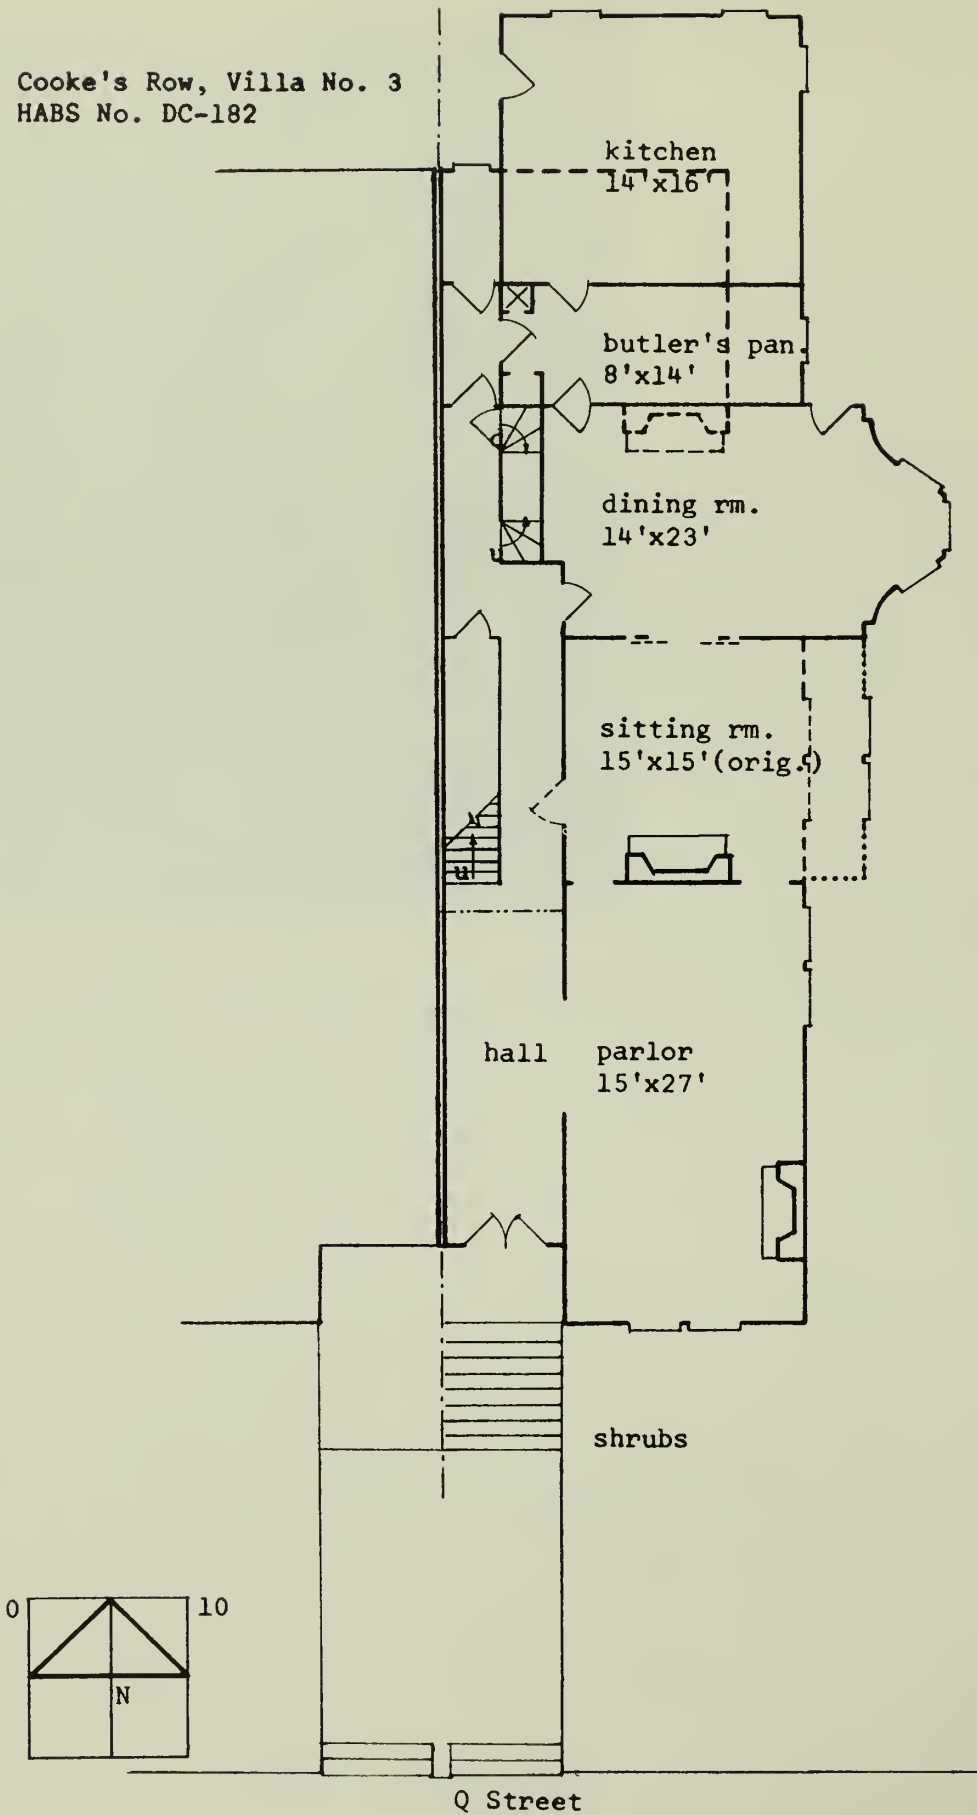 Cooke's Row, Villa No. 3
HABS No. DC-182
kitchen
14'x16'
butler's pan.
8'x14'
dining rm.
14'x23'
sitting rm.
15'x15'(orig.)
u
hall
parlor
15'x27'
shrubs
0
10
N
Q Street